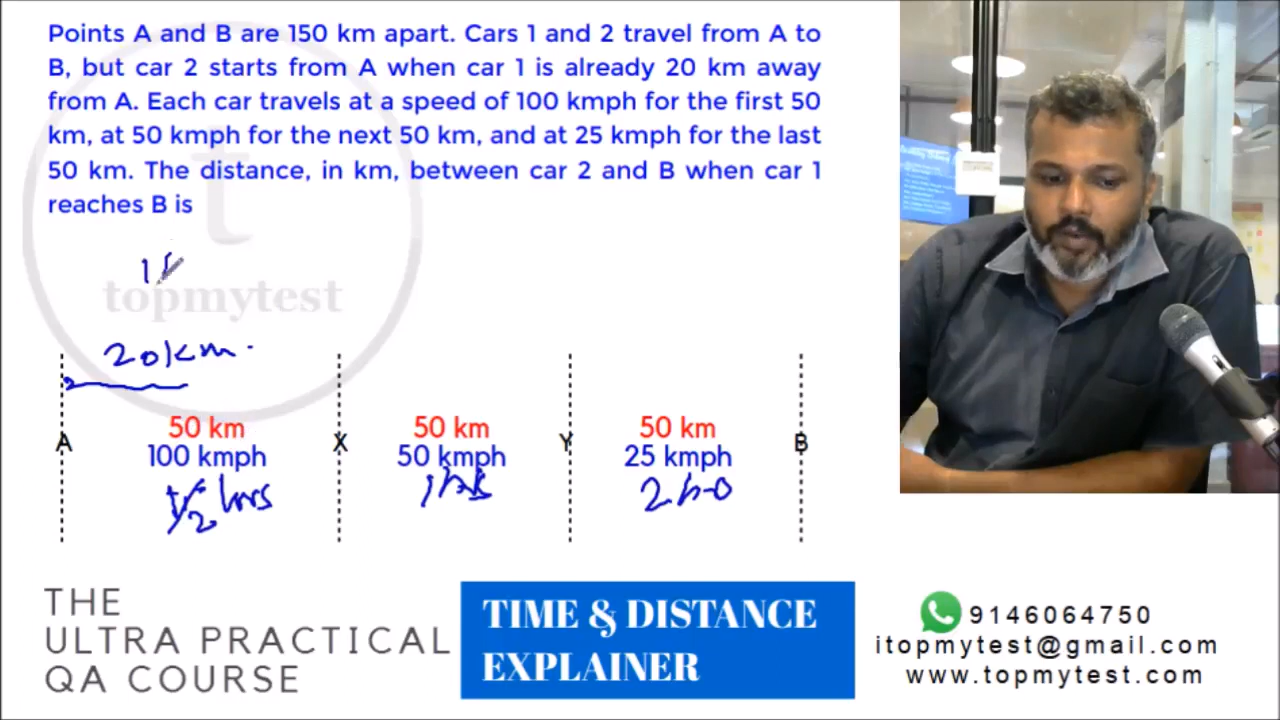 Points A and B are 150 km apart. Cars 1 and 2 travel from A to
B, but car 2 starts from A when car 1 is already 20 km away
from A. Each car travels at a speed of 100 kmph for the first 50
km, at 50 kmph for the next 50 km, and at 25 kmph for the last
50 km. The distance, in km, between car 2 and B when car 1
reaches B is
t
topmytest
20km.
50 km 50 km 50 km
A X Y B
100 kmph 50 kmph 25 kmph
1/2 hrs
THE
ULTRA PRACTICAL
QA COURSE
TIME & DISTANCE
EXPLAINER
9146064750
itopmytest@gmail.com
www.topmytest.com